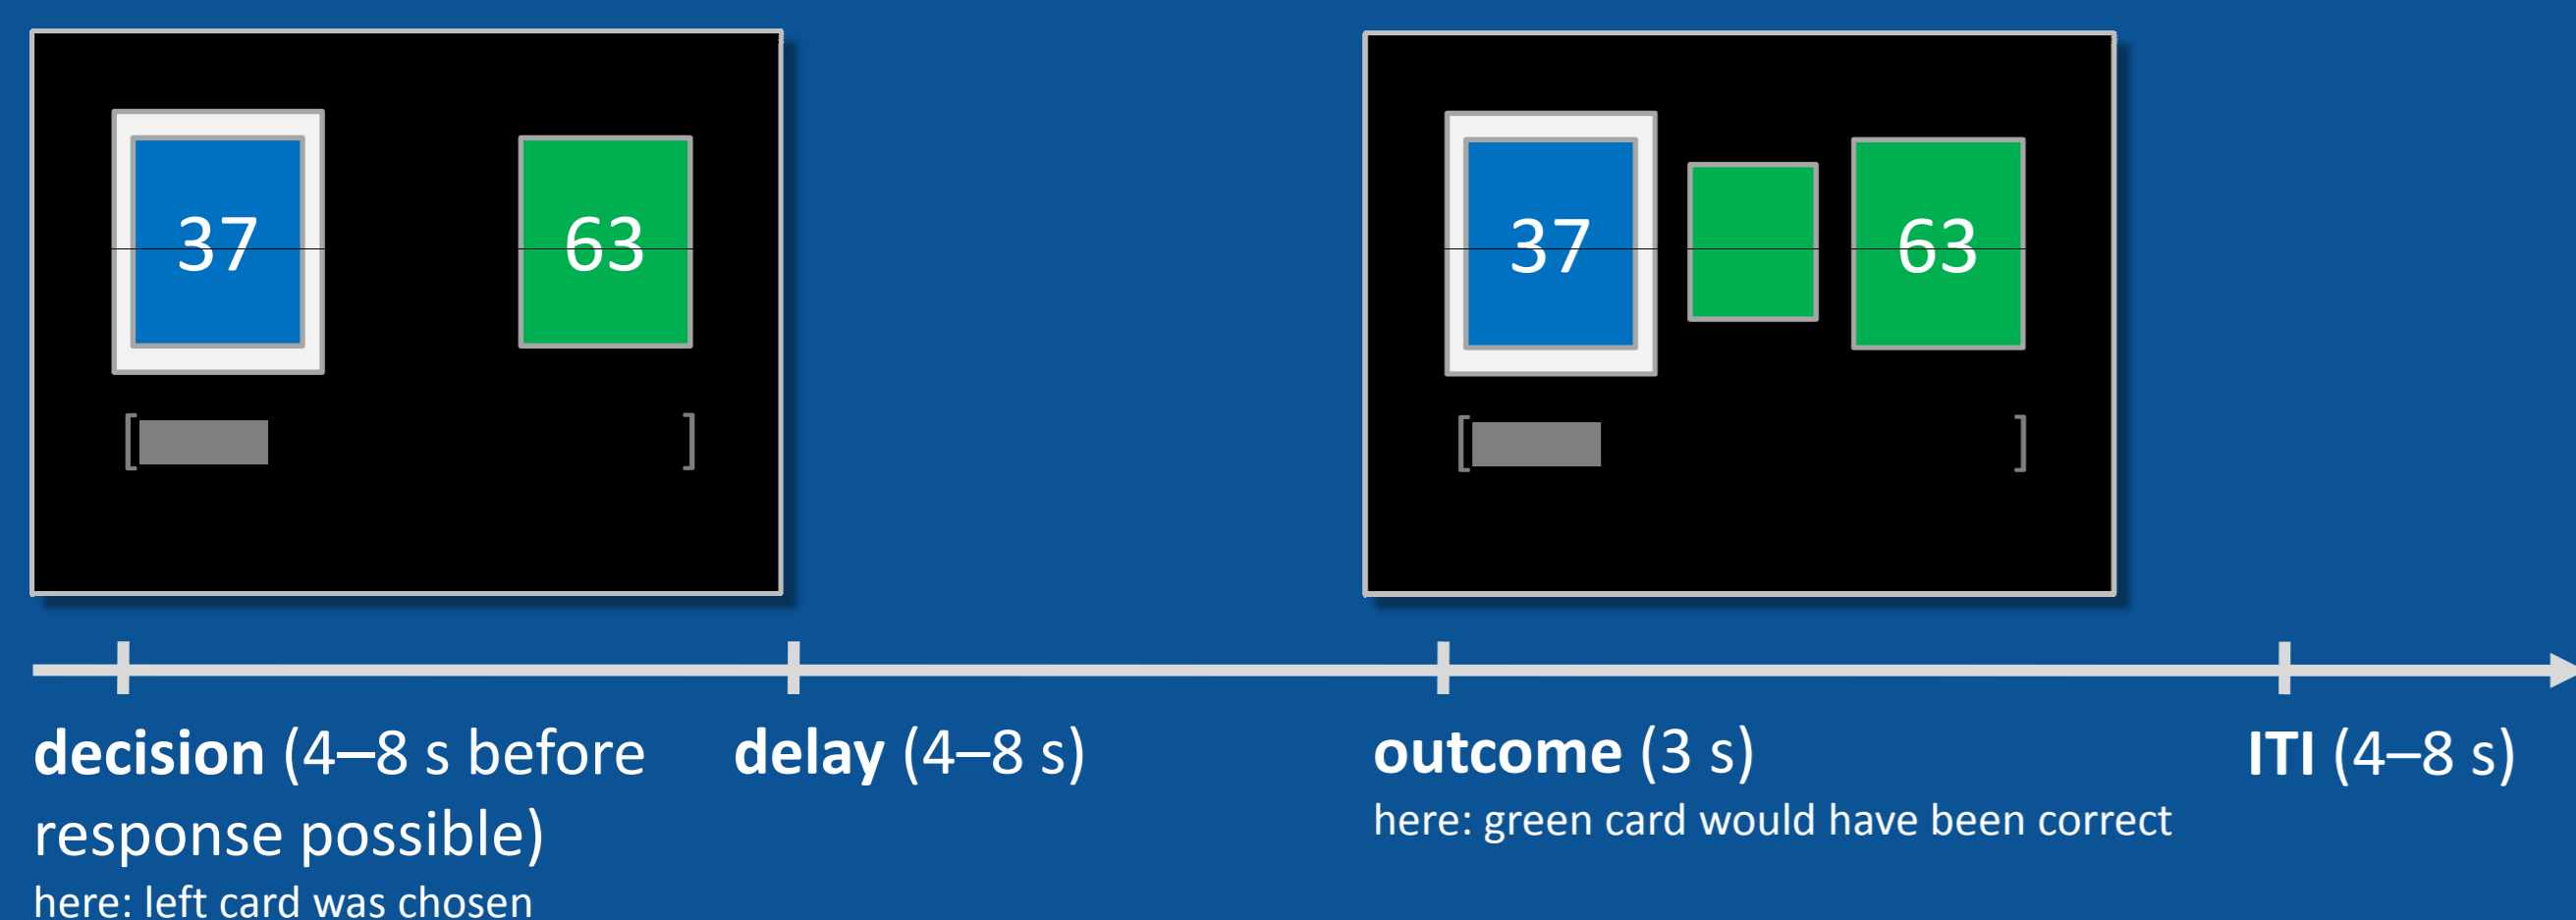 37 63
37 63
[ ]
[ ]
decision (4–8 s before
response possible)
here: left card was chosen
delay (4–8 s)
outcome (3 s)
here: green card would have been correct
ITI (4–8 s)